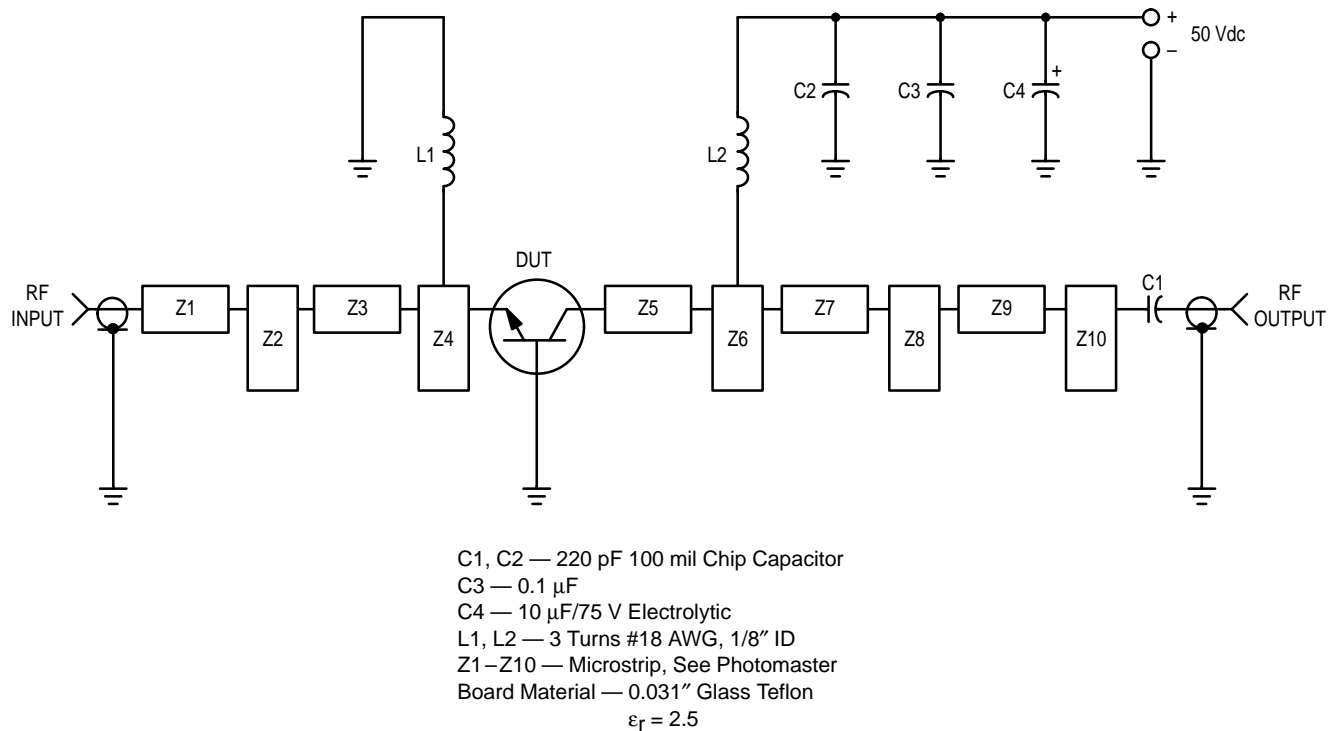 +
50 Vdc
–
C2
C3
+
C4
L1
L2
DUT
RF
INPUT
Z1
Z2
Z3
Z4
Z5
Z6
Z7
Z8
Z9
Z10
C1
RF
OUTPUT
C1, C2 — 220 pF 100 mil Chip Capacitor
C3 — 0.1 μF
C4 — 10 μF/75 V Electrolytic
L1, L2 — 3 Turns #18 AWG, 1/8″ ID
Z1–Z10 — Microstrip, See Photomaster
Board Material — 0.031″ Glass Teflon
εr = 2.5